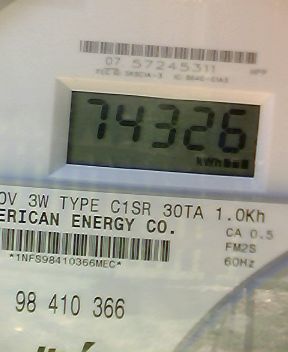 07 57245311
74326
kWh
0V 3W TYPE C1SR 30TA 1.0Kh
ERICAN ENERGY CO.
CA 0.5
FM2S
60Hz
*1NFS98410366MEC*
98 410 366